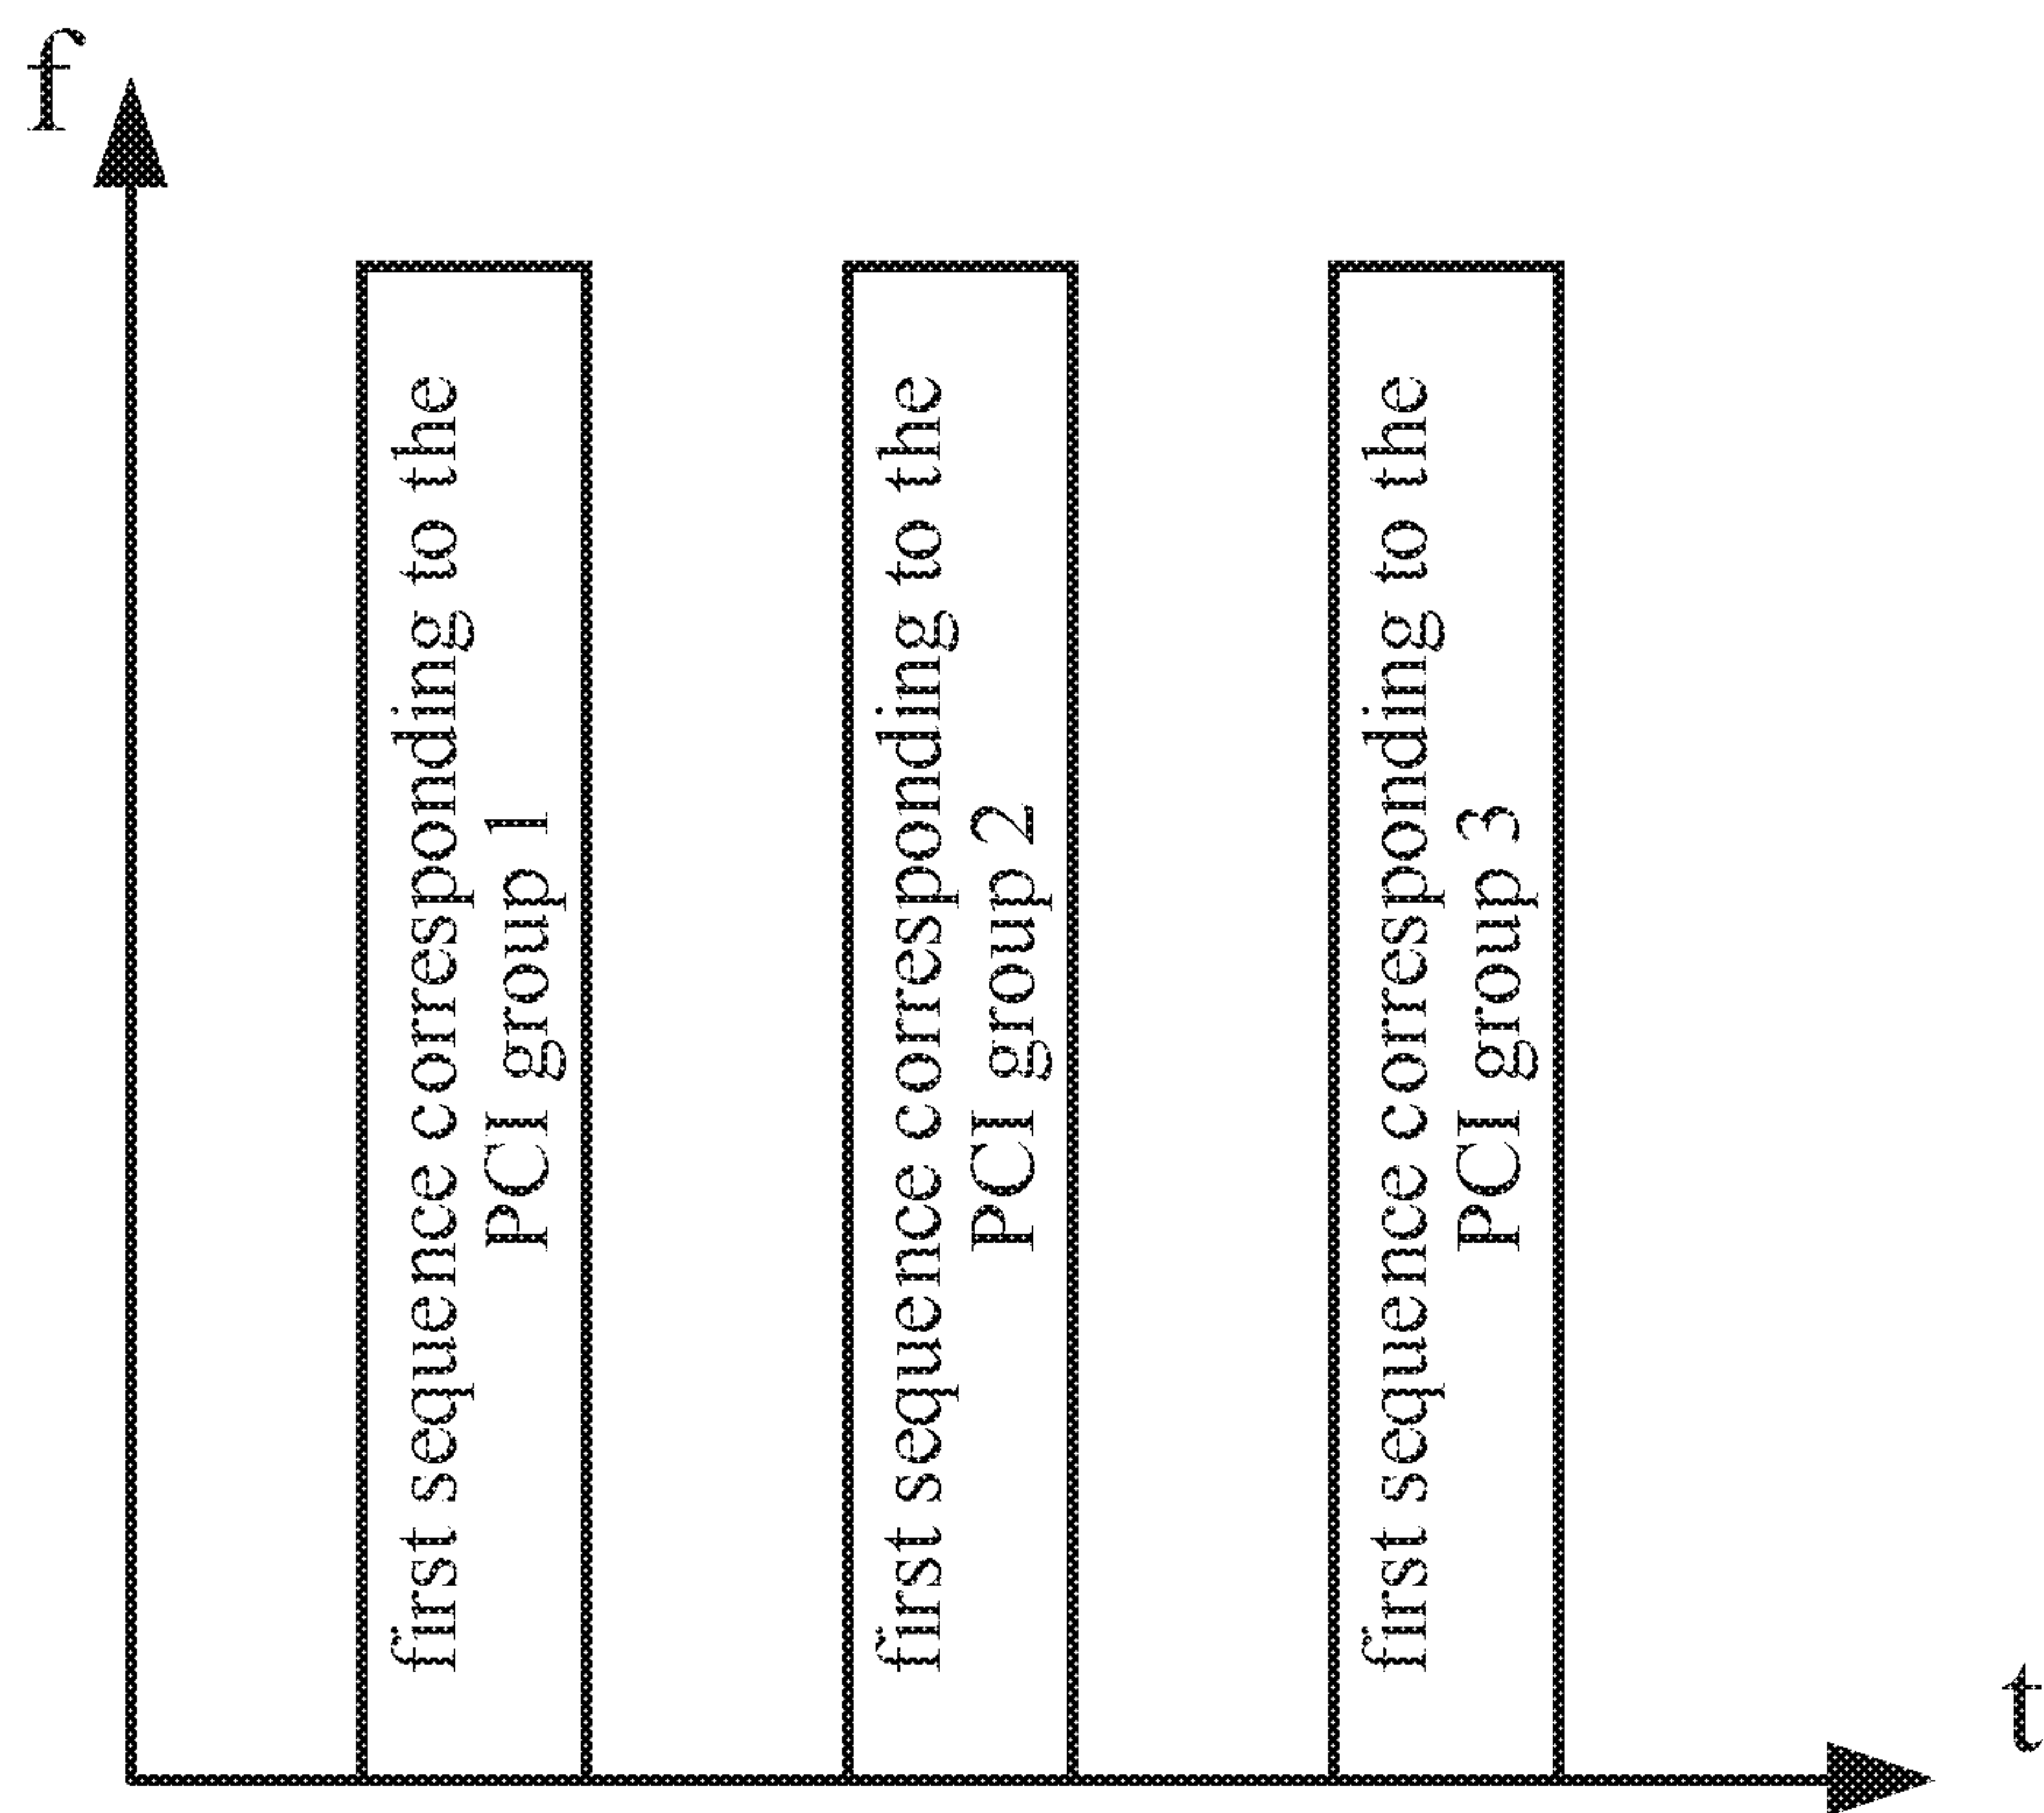 f
first sequence corresponding to the
PCI group 1
first sequence corresponding to the
PCI group 2
first sequence corresponding to the
PCI group 3
t